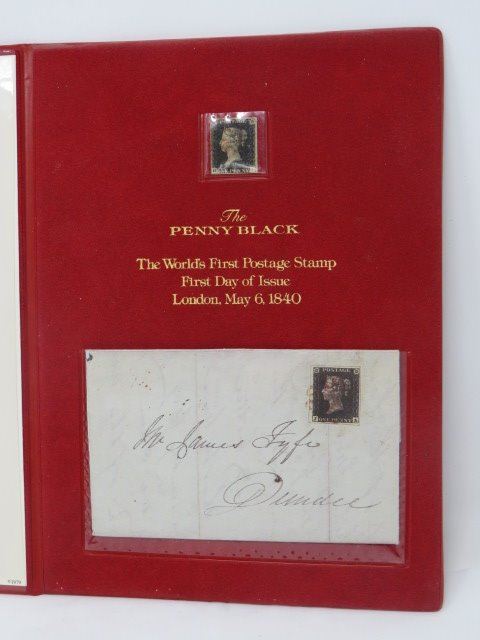 The
PENNY BLACK
The World's First Postage Stamp
First Day of Issue
London, May 6, 1840
POSTAGE
ONE PENNY
Mr James Fyfe
Dundee